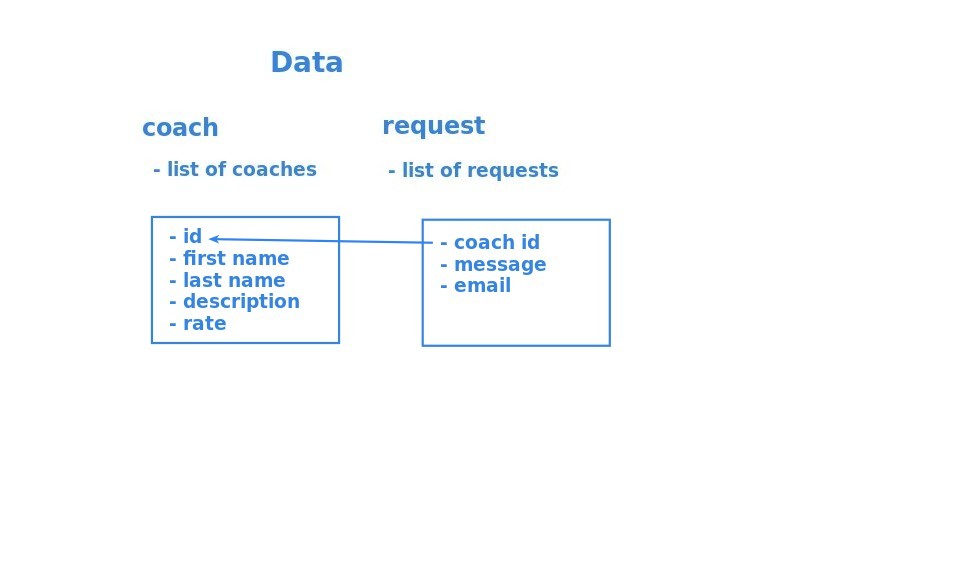 Data
coach
- list of coaches
- id
- first name
- last name
- description
- rate
request
- list of requests
- coach id
- message
- email